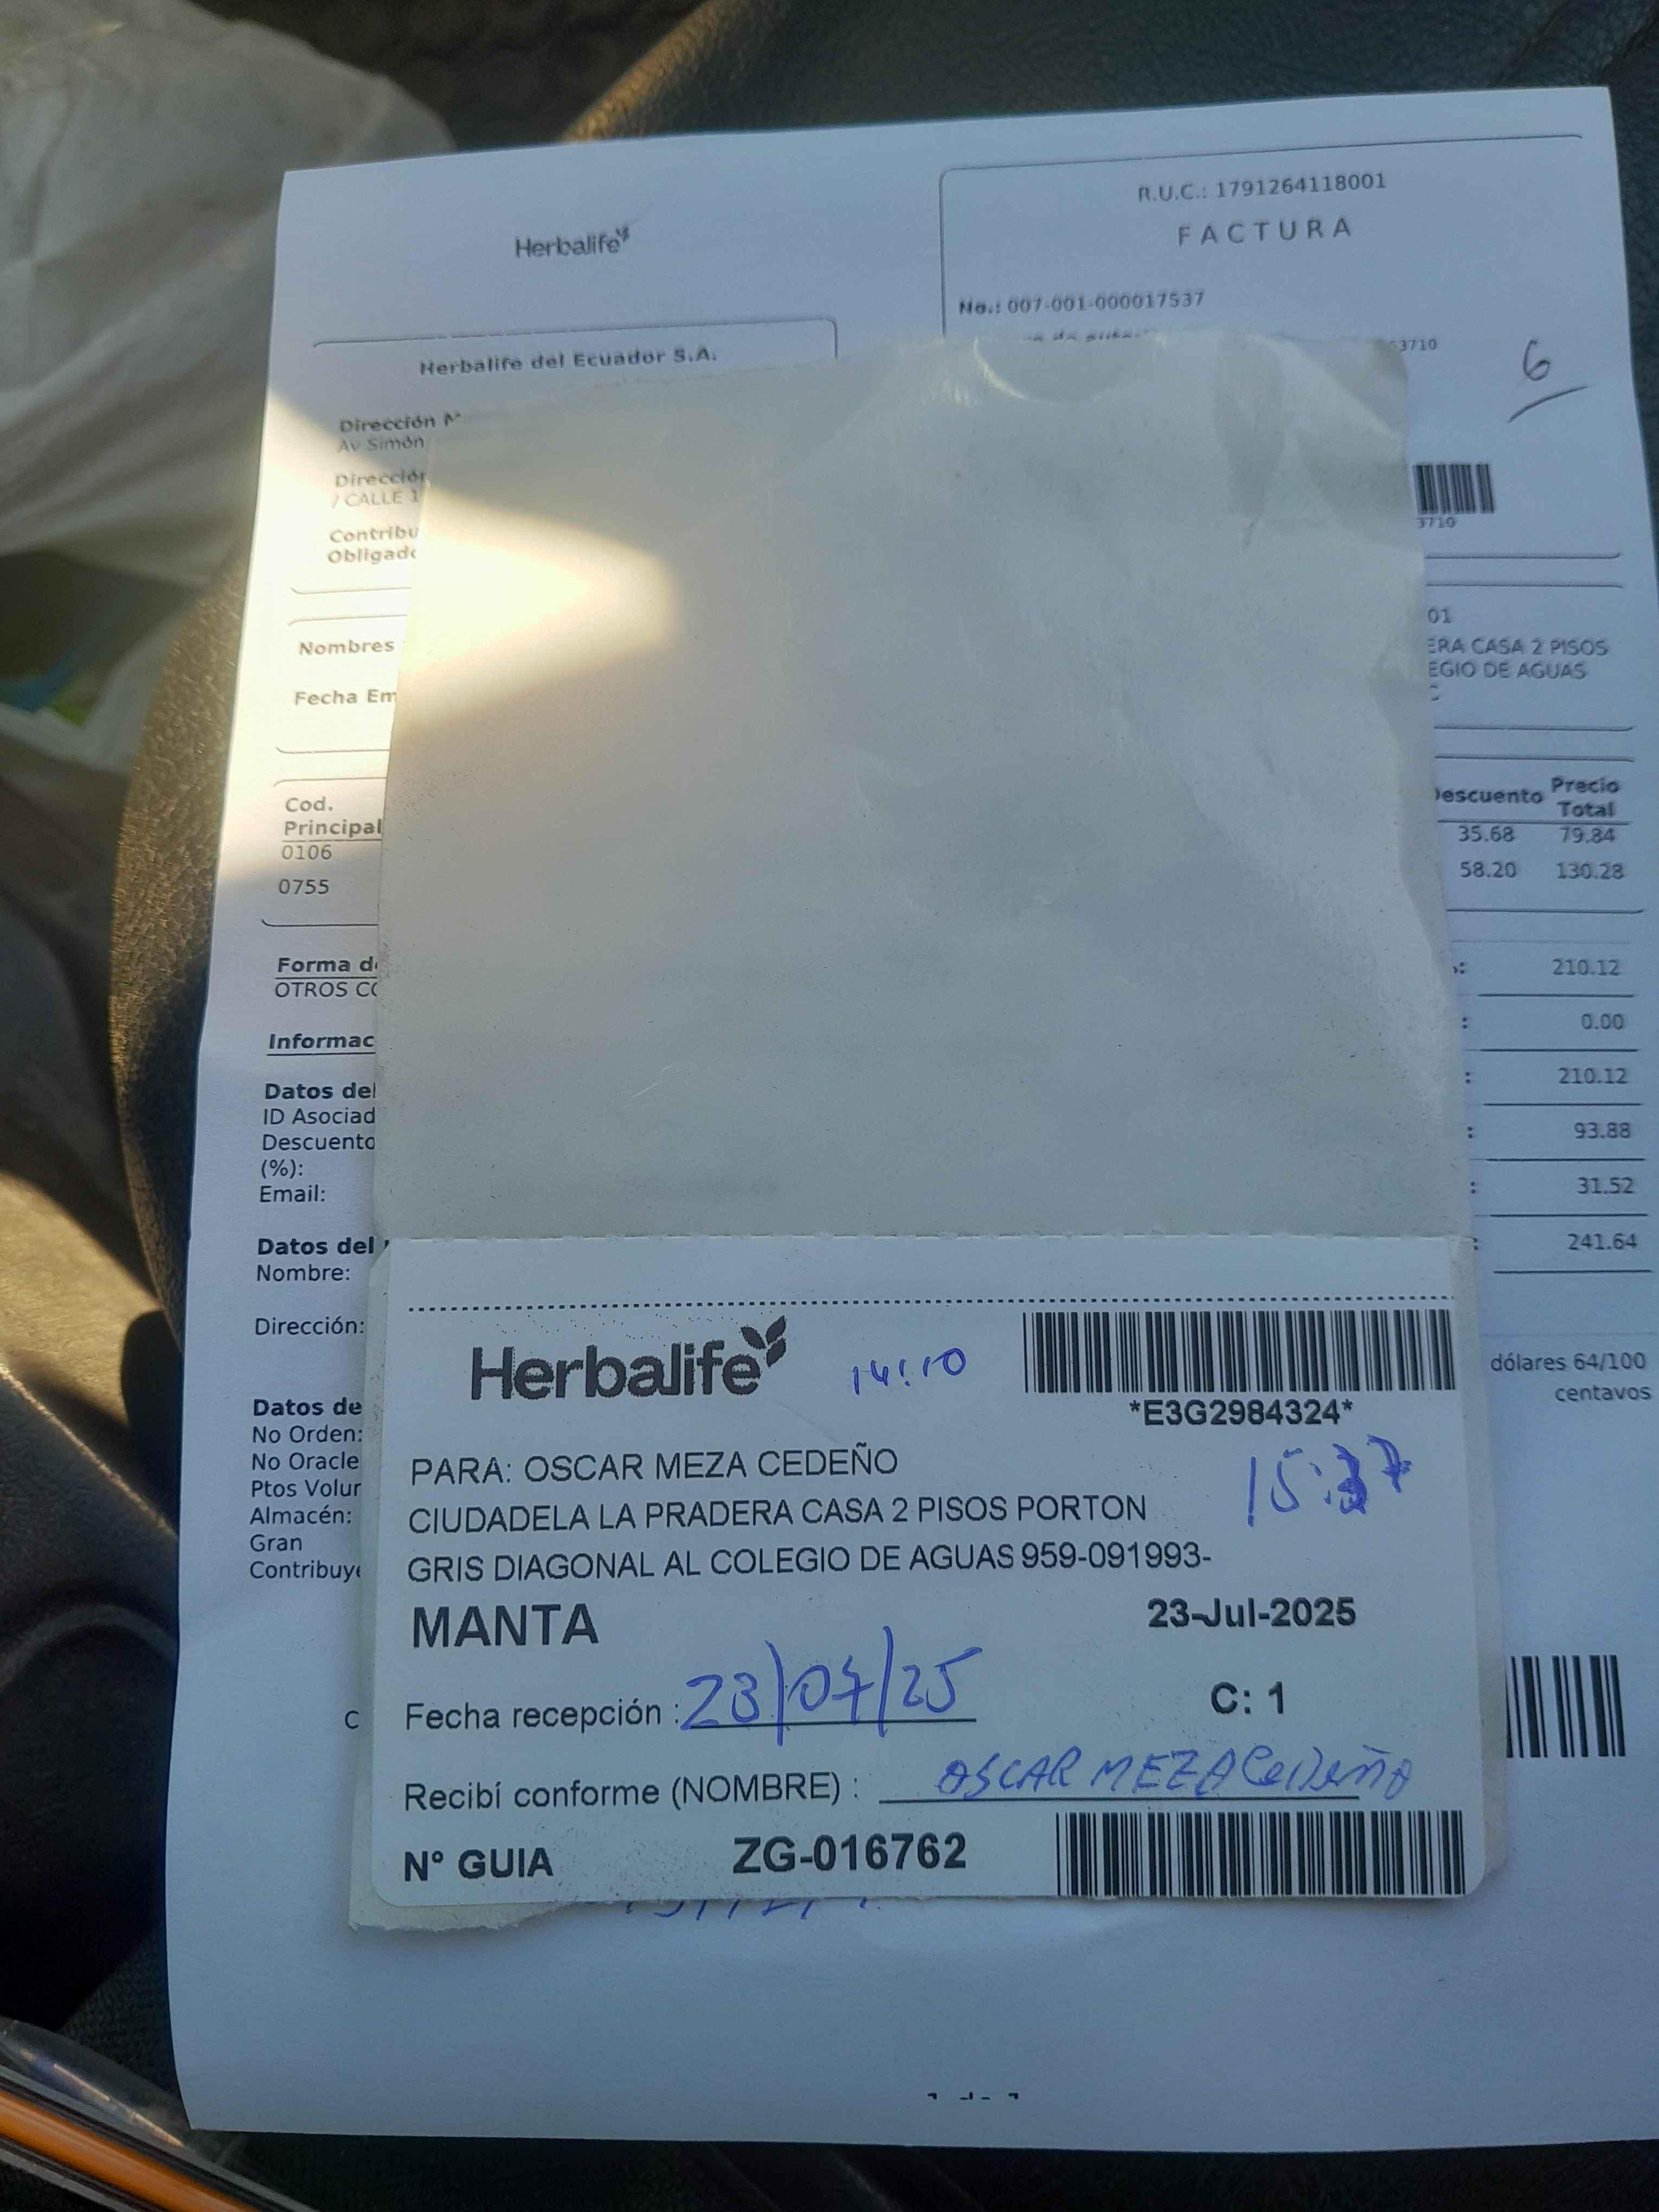 R.U.C.: 1791264118001
Herbalife
FACTURA
No.: 007-001-000017537
Herbalife del Ecuador S.A.
3710
6
Dirección
Av Simón
Dirección
/ CALLE 1
3710
Contribu
Obligado
01
Nombres
ERA CASA 2 PISOS
EGIO DE AGUAS
C
Fecha Em
Cod.
Principal
Descuento
Precio
Total
0106
35.68 79.84
0755
58.20 130.28
Forma d
OTROS CO
210.12
: 0.00
Informac
: 210.12
Datos del
ID Asociad
Descuento
(%):
Email:
: 93.88
: 31.52
Datos del
Nombre:
: 241.64
Dirección:
dólares 64/100
centavos
Datos de
No Orden:
No Oracle
Ptos Volur
Almacén:
Gran
Contribuye
C
Herbalife
14:10
*E3G2984324*
PARA: OSCAR MEZA CEDEÑO
15:37
CIUDADELA LA PRADERA CASA 2 PISOS PORTON
GRIS DIAGONAL AL COLEGIO DE AGUAS 959-091993-
MANTA
23-Jul-2025
Fecha recepción : 23/07/25
C: 1
Recibí conforme (NOMBRE) : OSCAR MEZA Cedeño
N° GUIA ZG-016762